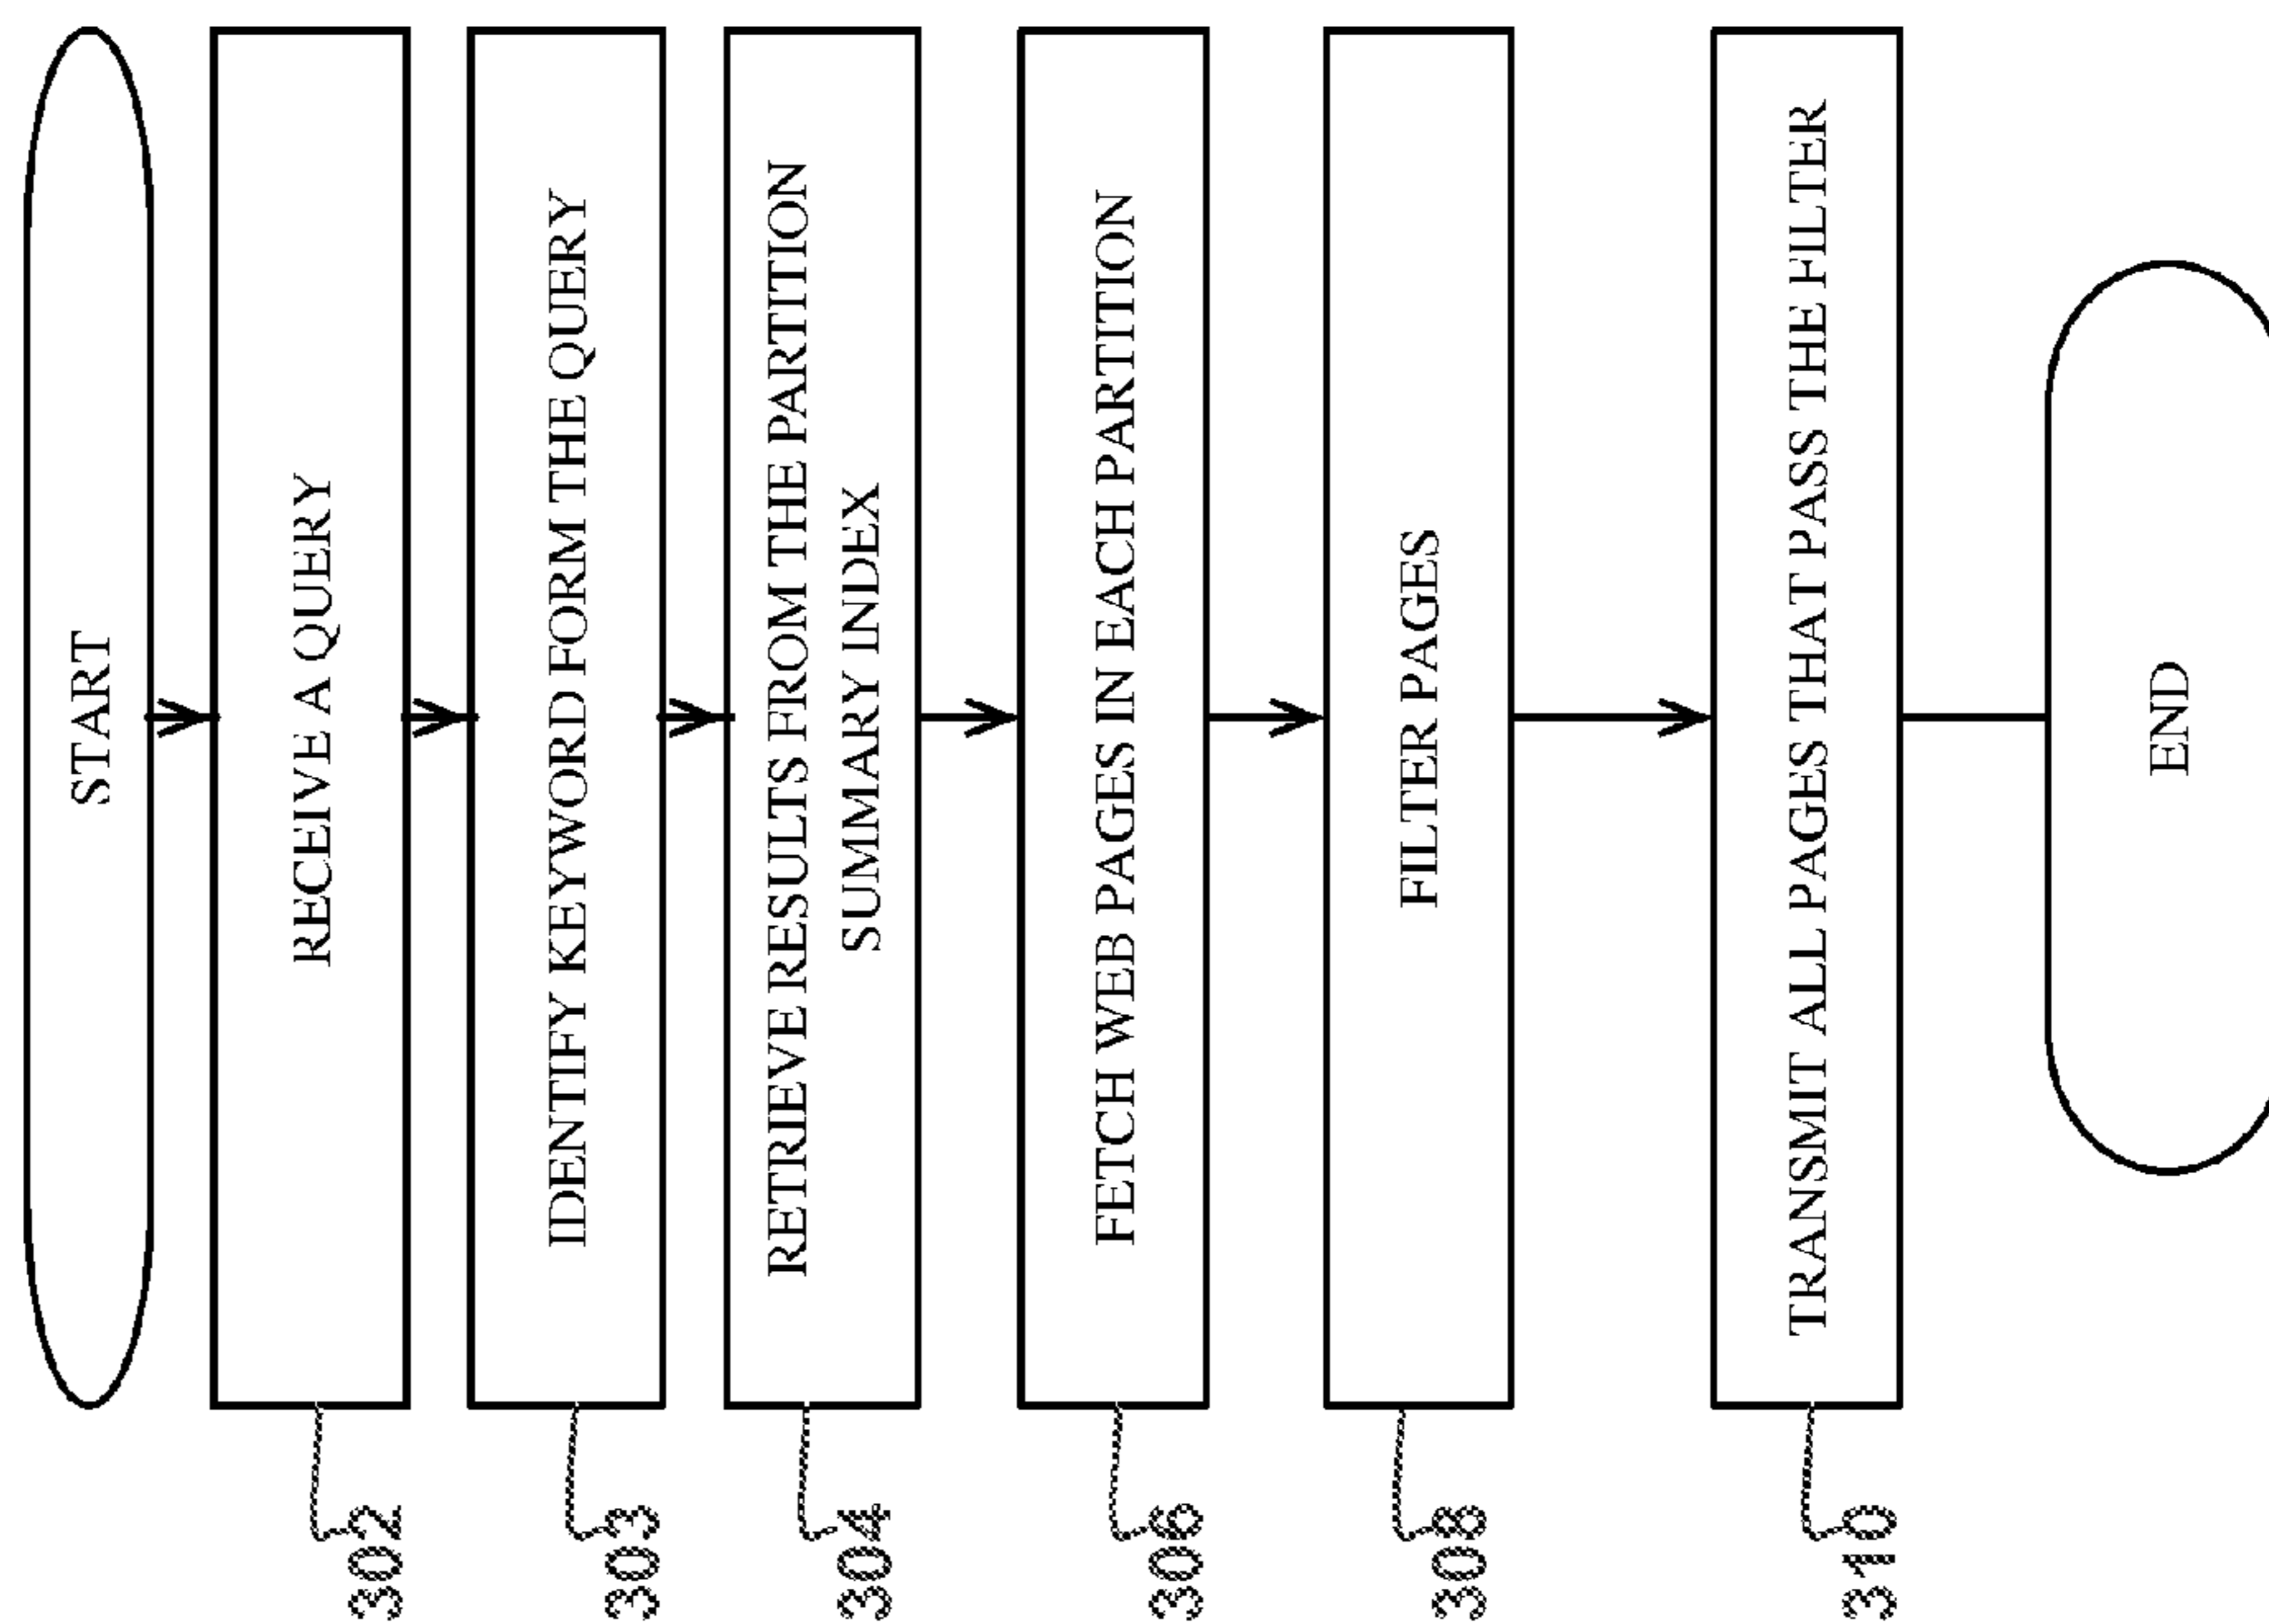 START
RECEIVE A QUERY
302
IDENTIFY KEYWORD FORM THE QUERY
303
RETRIEVE RESULTS FROM THE PARTITION
SUMMARY INDEX
304
FETCH WEB PAGES IN EACH PARTITION
306
FILTER PAGES
308
TRANSMIT ALL PAGES THAT PASS THE FILTER
310
END